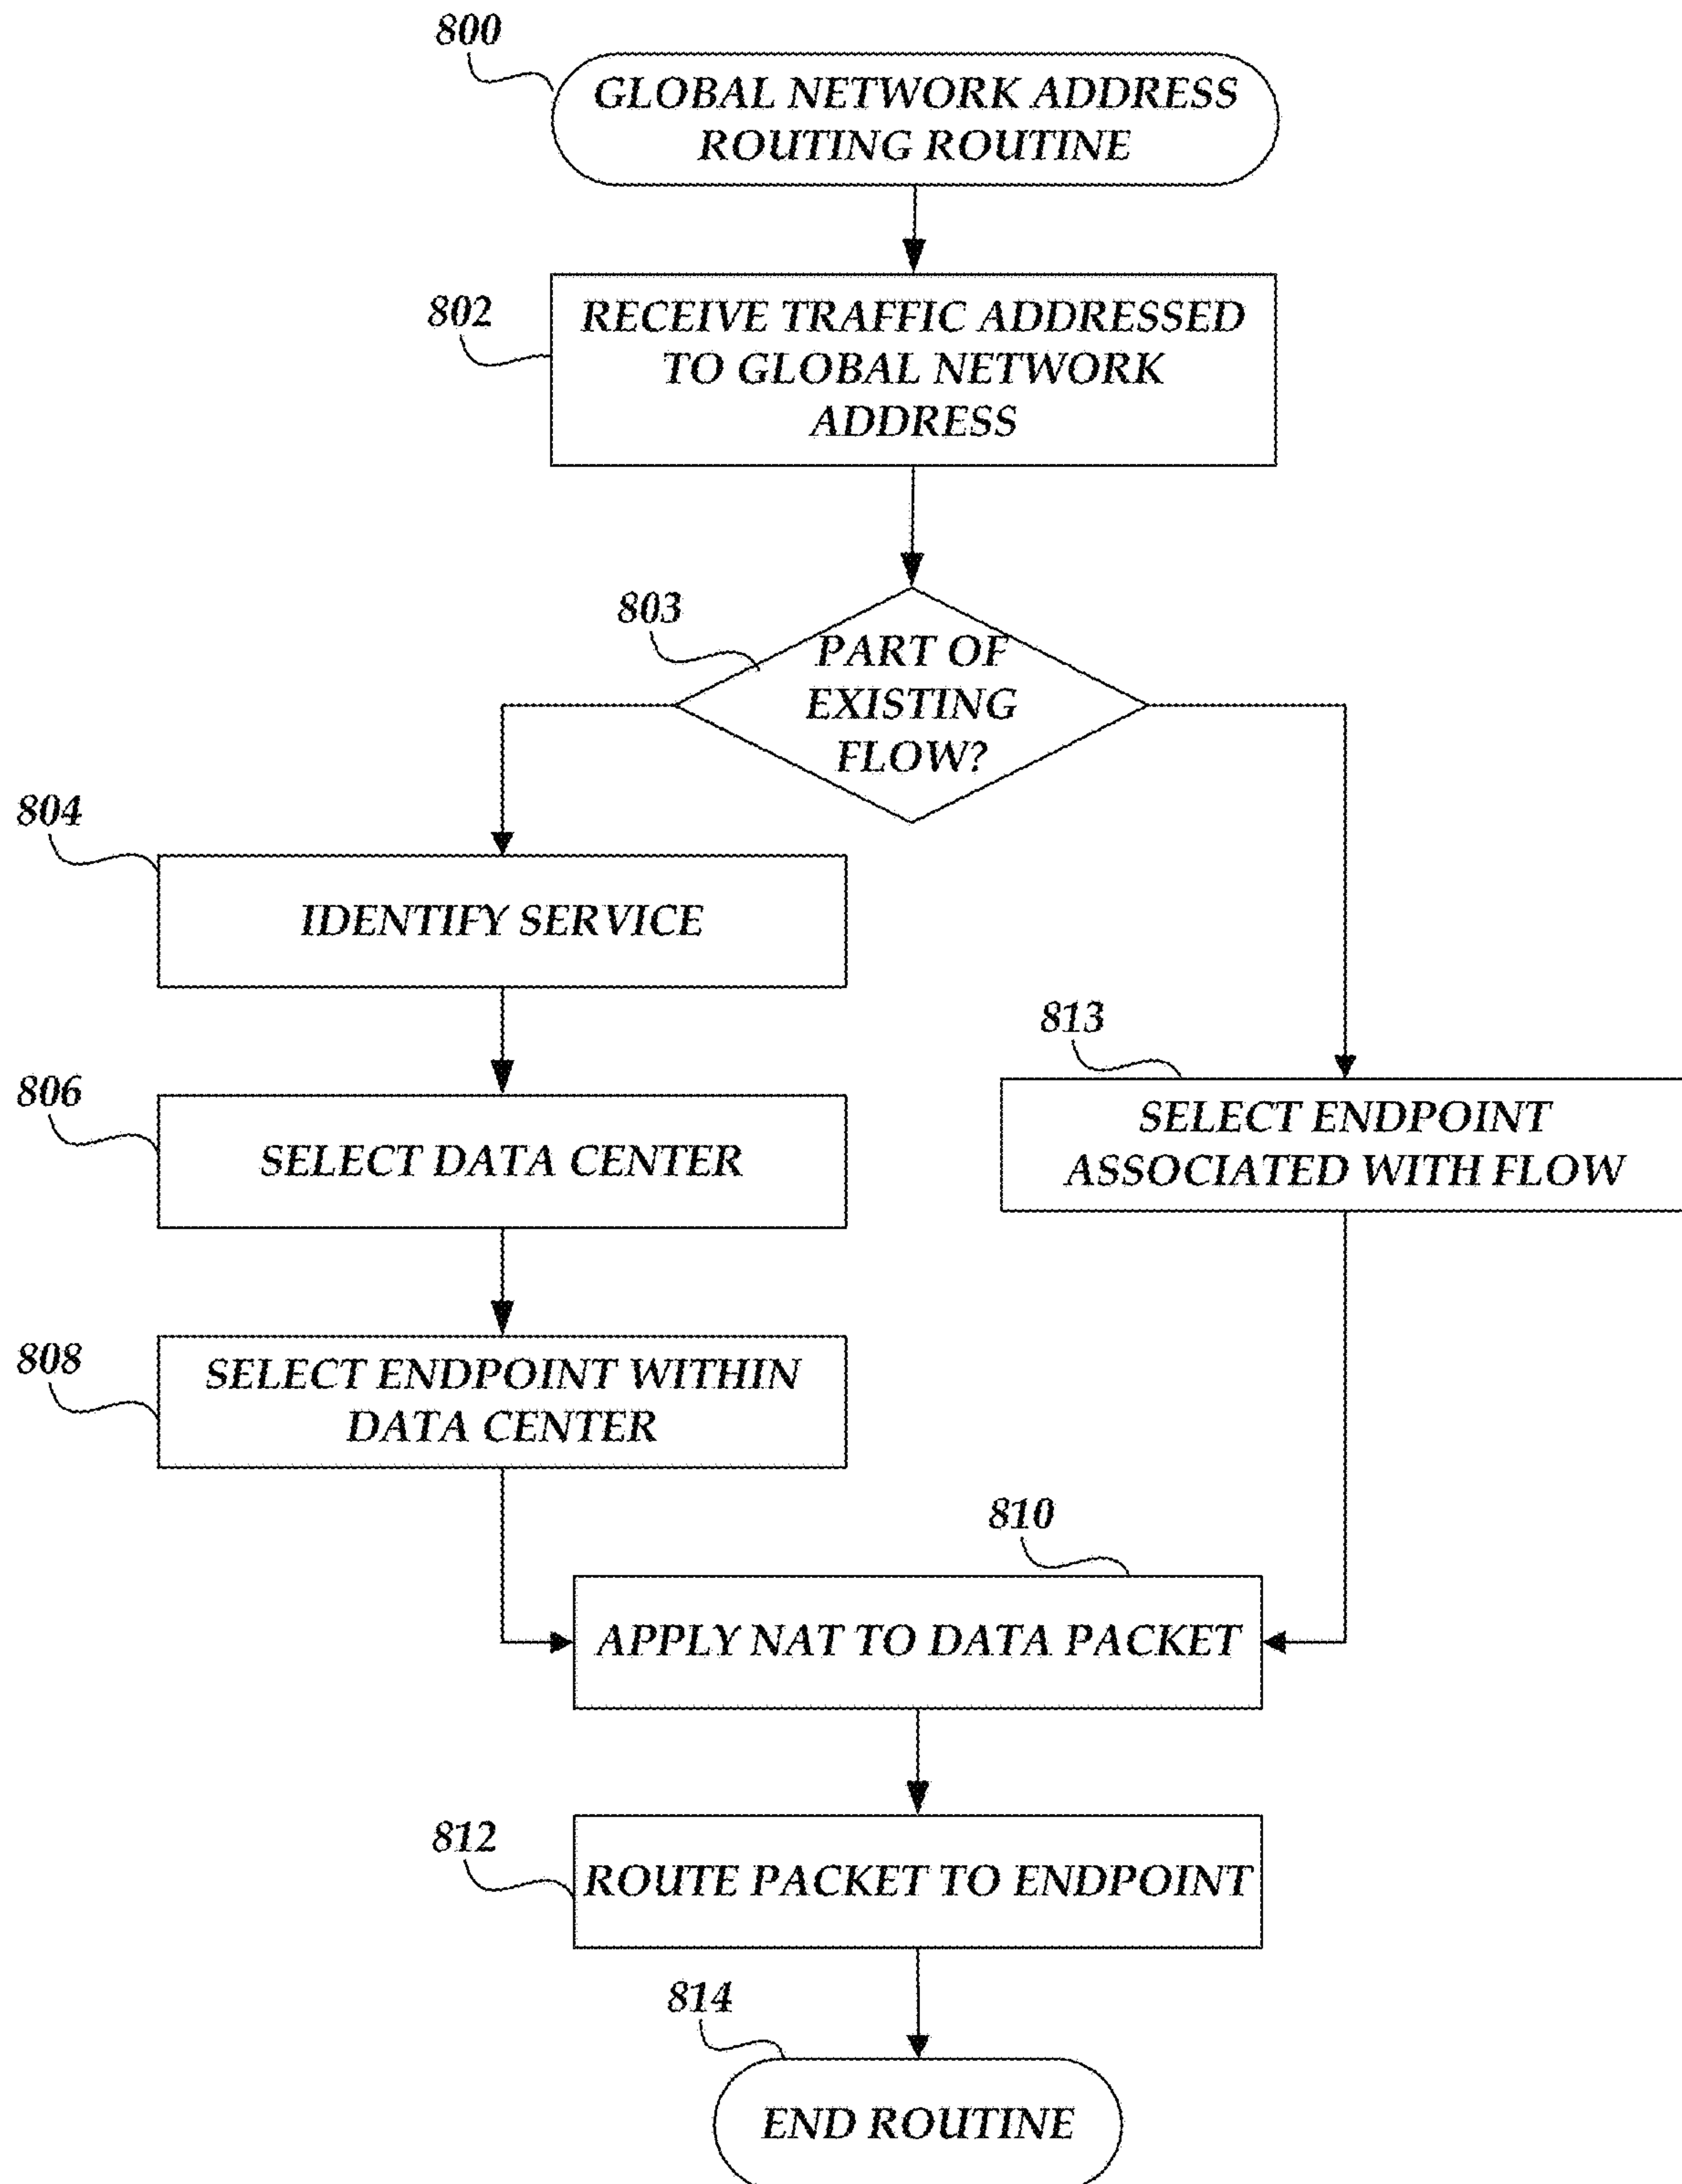 800
GLOBAL NETWORK ADDRESS
ROUTING ROUTINE
802
RECEIVE TRAFFIC ADDRESSED
TO GLOBAL NETWORK
ADDRESS
803
PART OF
EXISTING
FLOW?
804
IDENTIFY SERVICE
806
SELECT DATA CENTER
808
SELECT ENDPOINT WITHIN
DATA CENTER
813
SELECT ENDPOINT
ASSOCIATED WITH FLOW
810
APPLY NAT TO DATA PACKET
812
ROUTE PACKET TO ENDPOINT
814
END ROUTINE